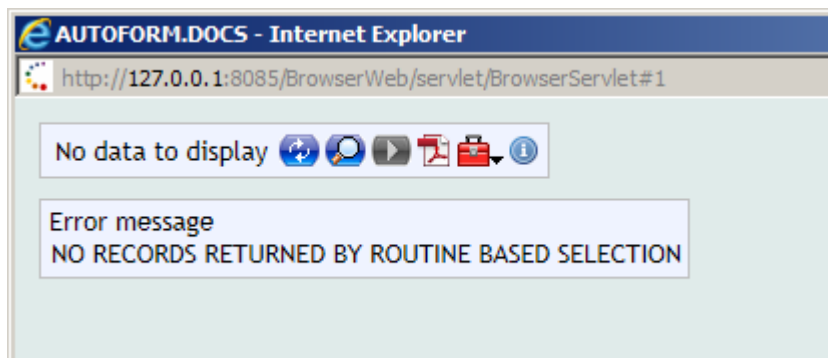 AUTOFORM.DOCS - Internet Explorer
http://127.0.0.1:8085/BrowserWeb/servlet/BrowserServlet#1
No data to display
Error message
NO RECORDS RETURNED BY ROUTINE BASED SELECTION